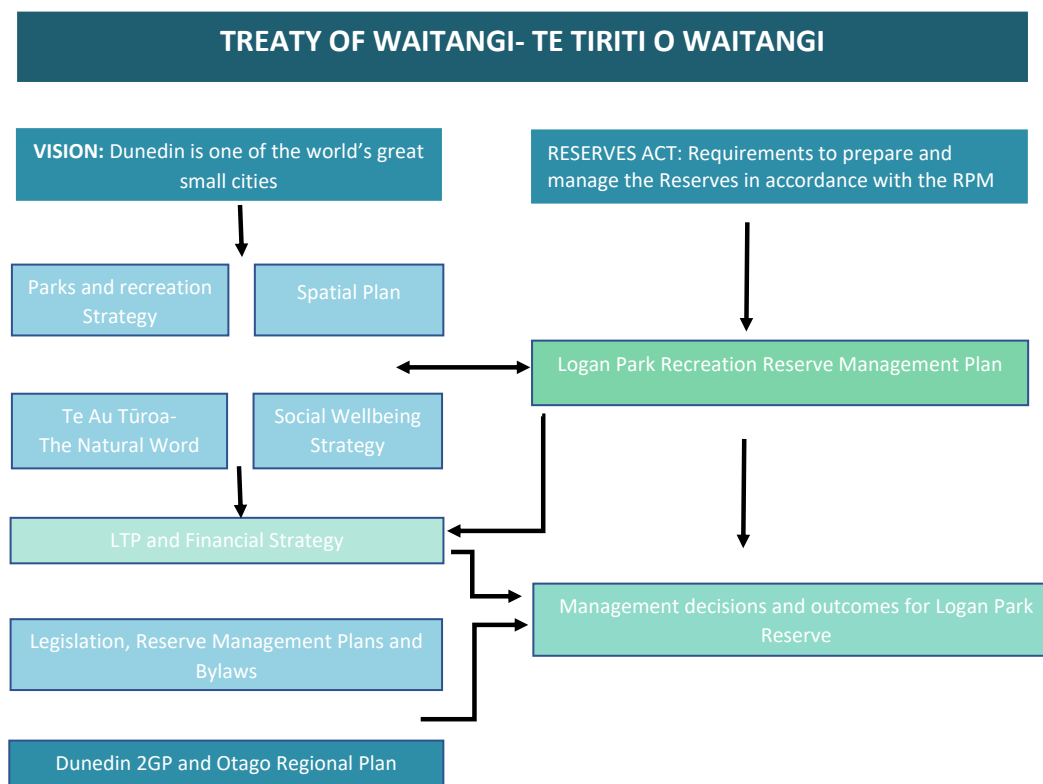 TREATY OF WAITANGI- TE TIRITI O WAITANGI
VISION: Dunedin is one of the world's great
small cities
RESERVES ACT: Requirements to prepare and
manage the Reserves in accordance with the RPM
Parks and recreation
Strategy
Spatial Plan
Logan Park Recreation Reserve Management Plan
Te Au Tūroa-
The Natural Word
Social Wellbeing
Strategy
LTP and Financial Strategy
Management decisions and outcomes for Logan Park
Reserve
Legislation, Reserve Management Plans and
Bylaws
Dunedin 2GP and Otago Regional Plan